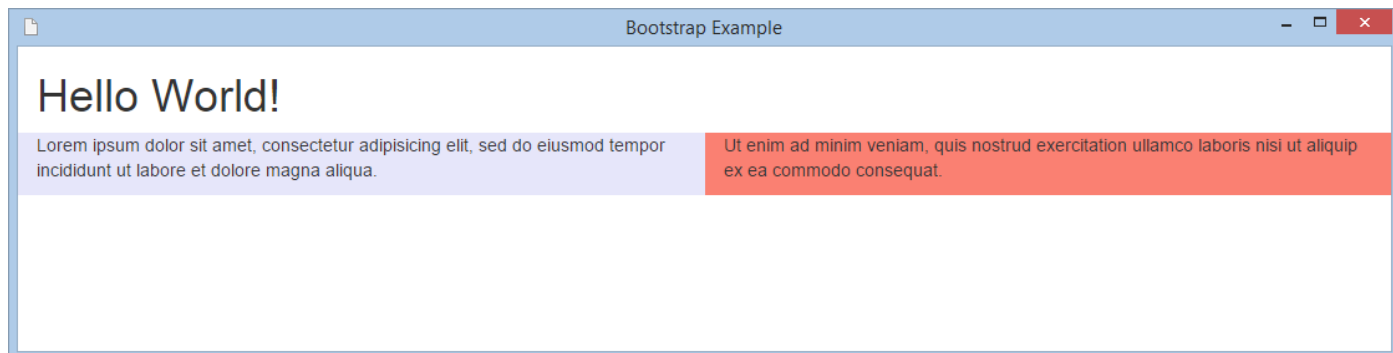 Bootstrap Example
Hello World!
Lorem ipsum dolor sit amet, consectetur adipisicing elit, sed do eiusmod tempor
incididunt ut labore et dolore magna aliqua.
Ut enim ad minim veniam, quis nostrud exercitation ullamco laboris nisi ut aliquip
ex ea commodo consequat.